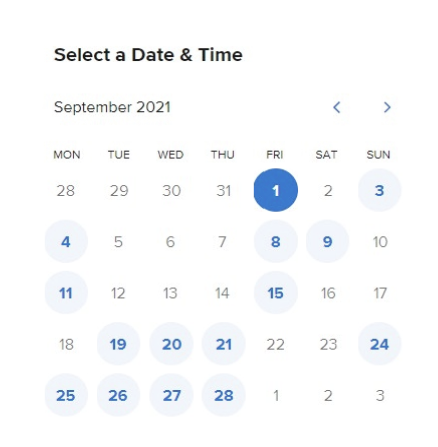 Select a Date & Time
September 2021
MON TUE WED THU FRI SAT SUN
28 29 30 31 1 2 3
4 5 6 7 8 9 10
11 12 13 14 15 16 17
18 19 20 21 22 23 24
25 26 27 28 1 2 3